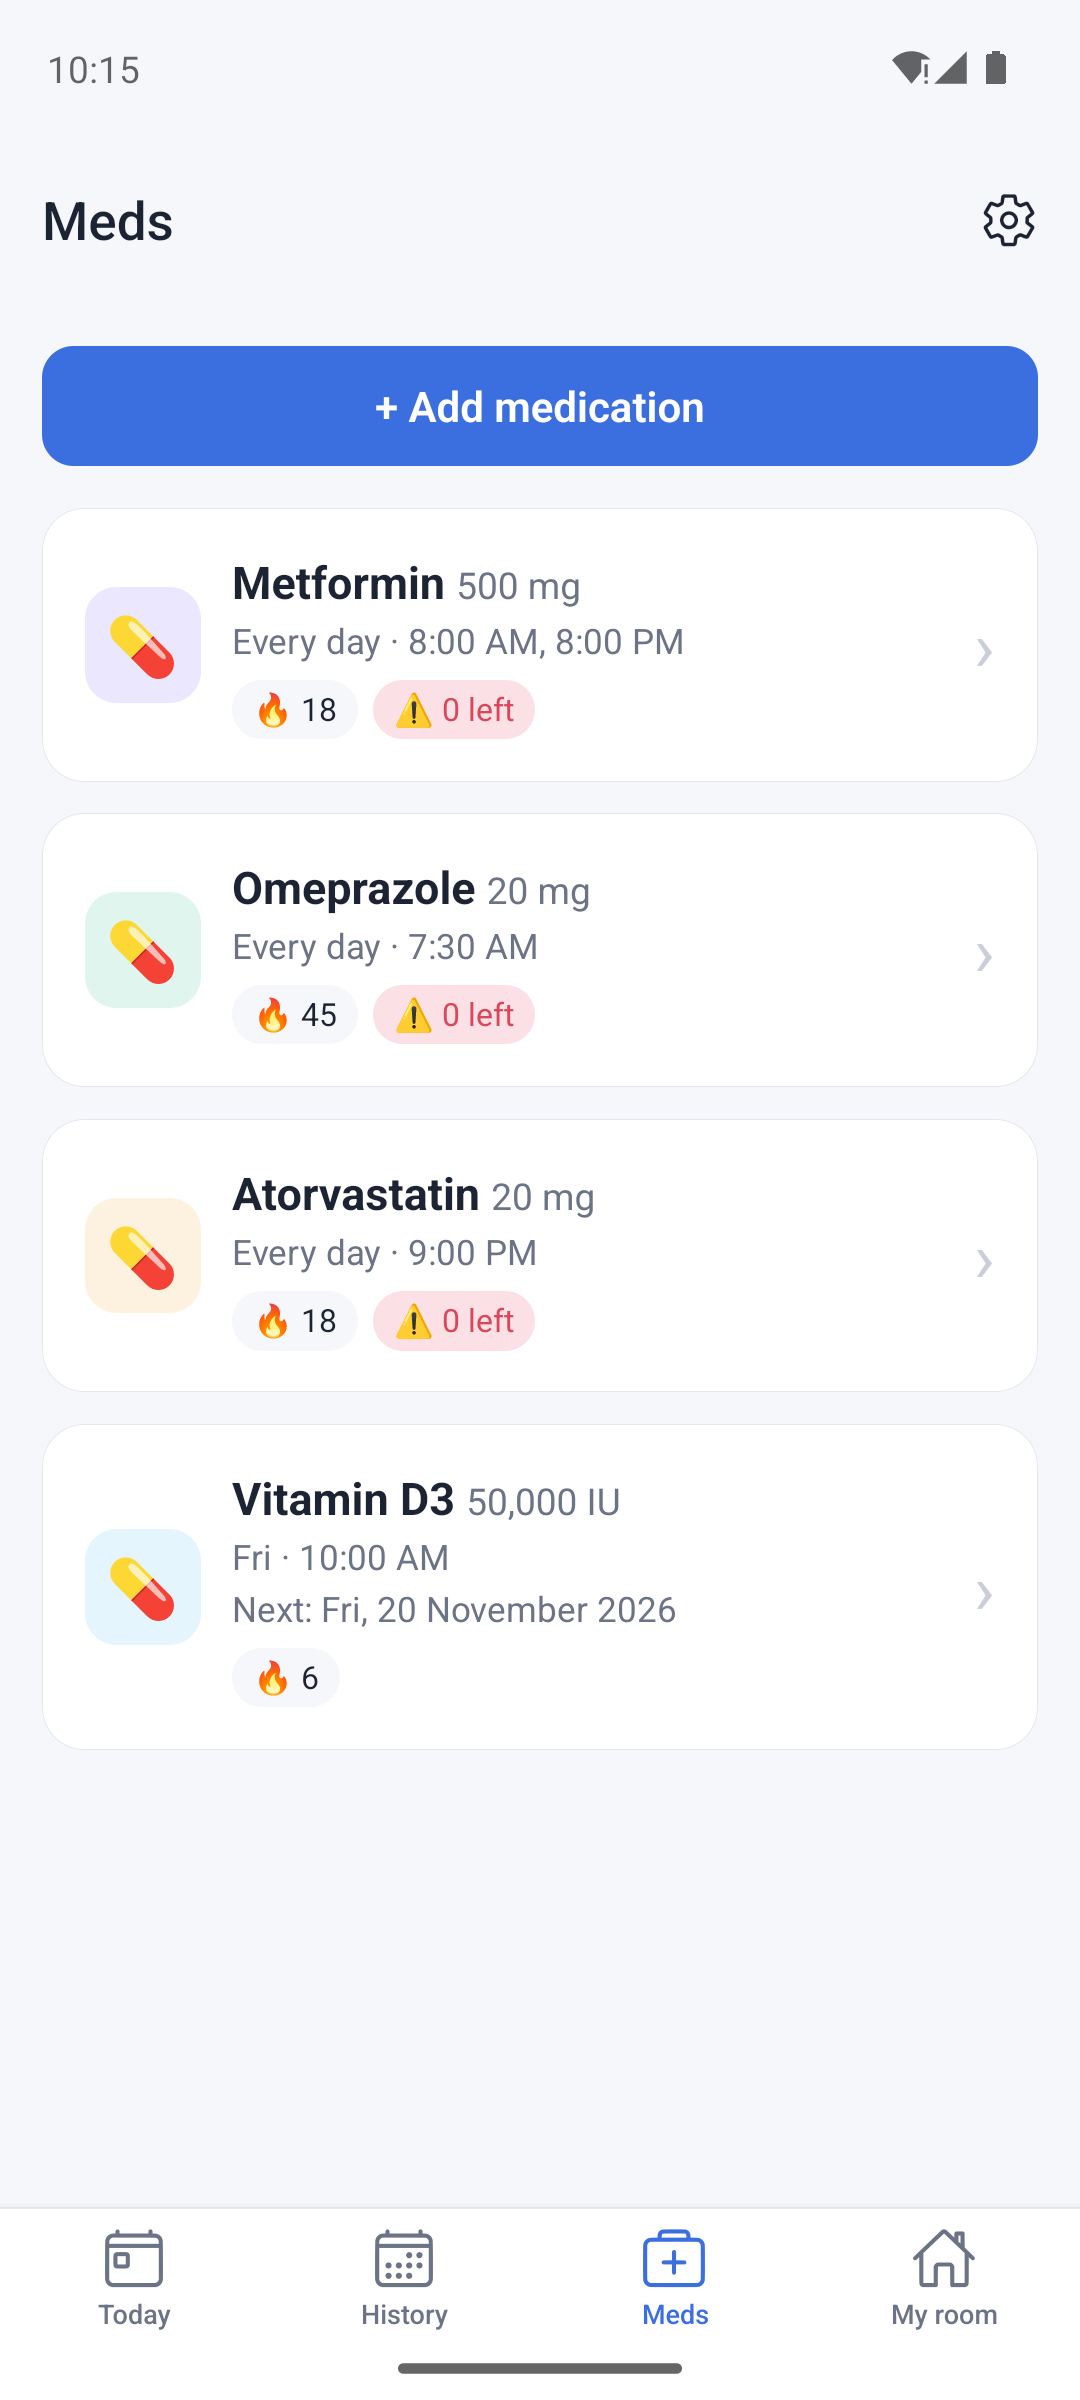 10:15
Meds
+ Add medication
Metformin 500 mg
Every day · 8:00 AM, 8:00 PM
🔥 18 ⚠️ 0 left
Omeprazole 20 mg
Every day · 7:30 AM
🔥 45 ⚠️ 0 left
Atorvastatin 20 mg
Every day · 9:00 PM
🔥 18 ⚠️ 0 left
Vitamin D3 50,000 IU
Fri · 10:00 AM
Next: Fri, 20 November 2026
🔥 6
Today History Meds My room